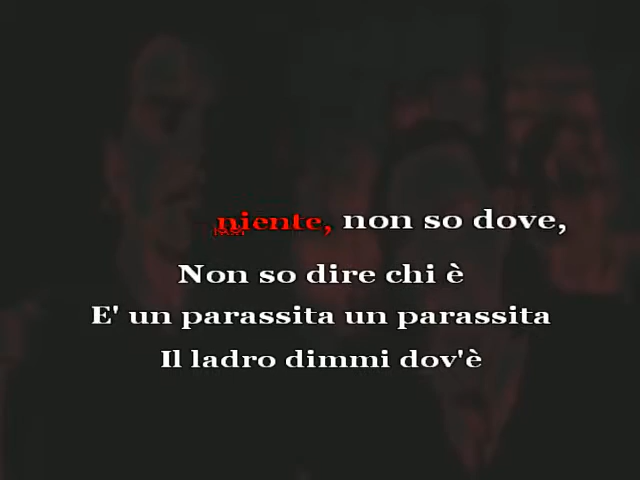 niente, non so dove,
Non so dire chi è
E' un parassita un parassita
Il ladro dimmi dov'è